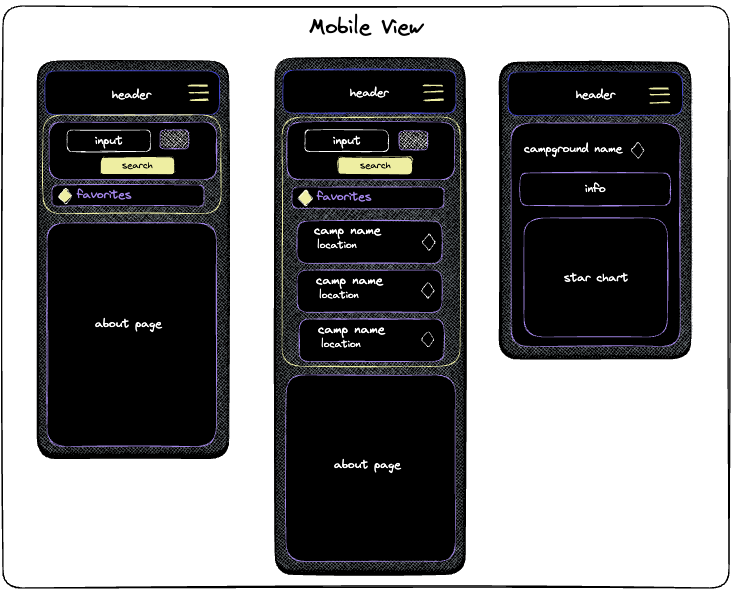 Mobile View
header
input
search
favorites
about page
header
input
search
favorites
camp name
location
camp name
location
camp name
location
about page
header
campground name
info
star chart